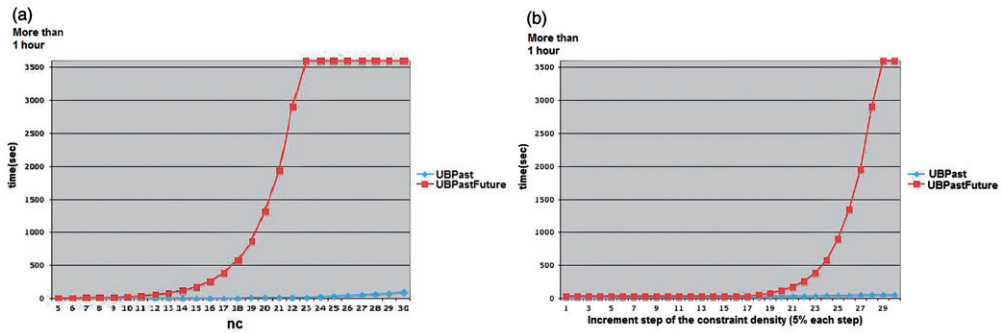 (a)
More than
1 hour
3500
3000
2500
2000
1500
1000
500
0
time(sec)
5 6 7 8 9 10 11 12 13 14 15 16 17 18 19 20 21 22 23 24 25 26 27 28 29 30
nc
UBPast
UBPastFuture
(b)
More than
1 hour
3500
3000
2500
2000
1500
1000
500
0
time(sec)
1 3 5 7 9 11 13 15 17 19 21 23 25 27 29
Increment step of the constraint density (5% each step)
UBPast
UBPastFuture